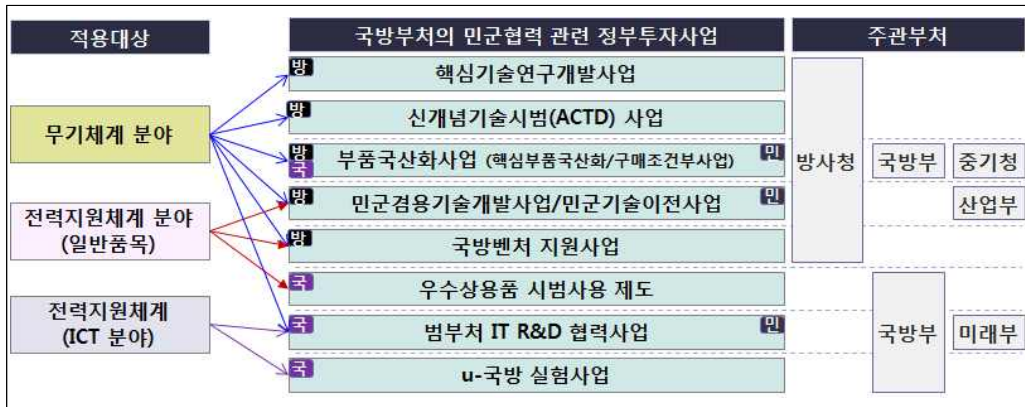 적용대상
국방부처의 민군협력 관련 정부투자사업
주관부처
무기체계 분야
전력지원체계 분야
(일반품목)
전력지원체계
(ICT 분야)
방
핵심기술연구개발사업
방
신개념기술시범(ACTD) 사업
방
국
부품국산화사업 (핵심부품국산화/구매조건부사업)
민
방
민군겸용기술개발사업/민군기술이전사업
민
방
국방벤처 지원사업
국
우수상용품 시범사용 제도
국
범부처 IT R&D 협력사업
민
국
u-국방 실험사업
방사청
국방부
중기청
산업부
국방부
미래부